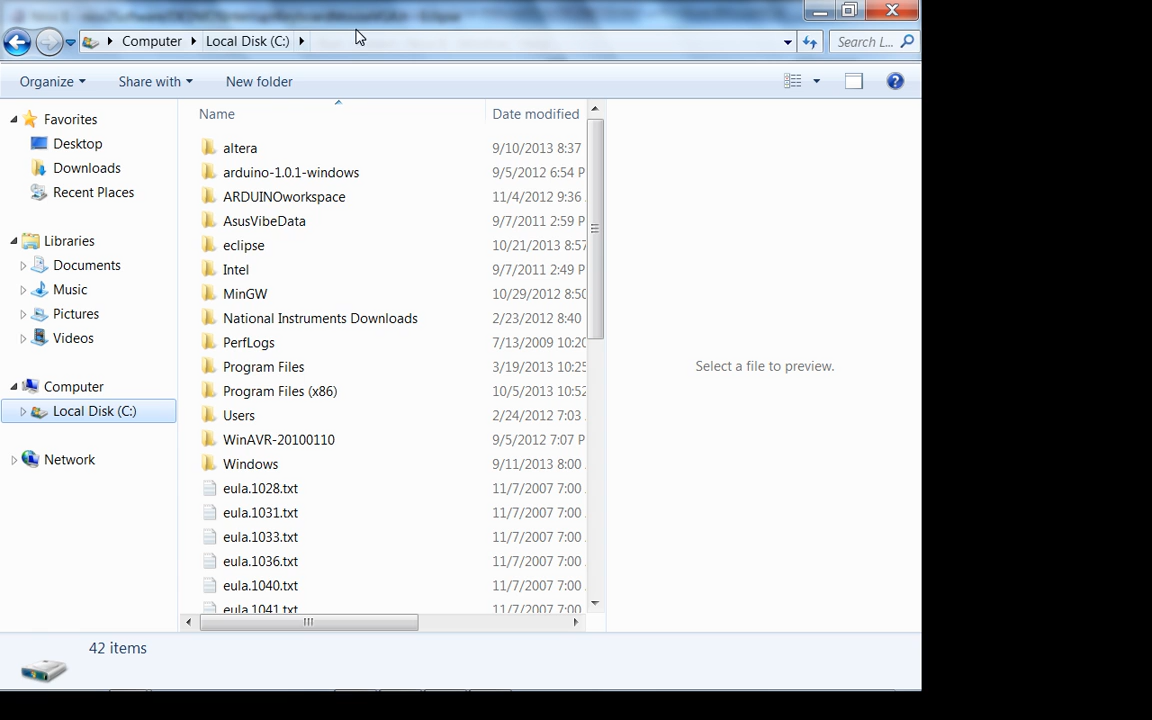 Computer Local Disk (C:) Search L...
Organize Share with New folder
Favorites
Desktop
Downloads
Recent Places
Libraries
Documents
Music
Pictures
Videos
Computer
Local Disk (C:)
Network
Name Date modified
altera 9/10/2013 8:37
arduino-1.0.1-windows 9/5/2012 6:54 P
ARDUINOworkspace 11/4/2012 9:36
AsusVibeData 9/7/2011 2:59 P
eclipse 10/21/2013 8:57
Intel 9/7/2011 2:49 P
MinGW 10/29/2012 8:50
National Instruments Downloads 2/23/2012 8:40
PerfLogs 7/13/2009 10:20
Program Files 3/19/2013 10:25
Program Files (x86) 10/5/2013 10:52
Users 2/24/2012 7:03
WinAVR-20100110 9/5/2012 7:07 P
Windows 9/11/2013 8:00
eula.1028.txt 11/7/2007 7:00
eula.1031.txt 11/7/2007 7:00
eula.1033.txt 11/7/2007 7:00
eula.1036.txt 11/7/2007 7:00
eula.1040.txt 11/7/2007 7:00
eula.1041.txt 11/7/2007 7:00
Select a file to preview.
42 items